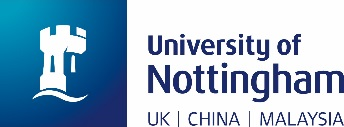 University of
Nottingham
UK | CHINA | MALAYSIA